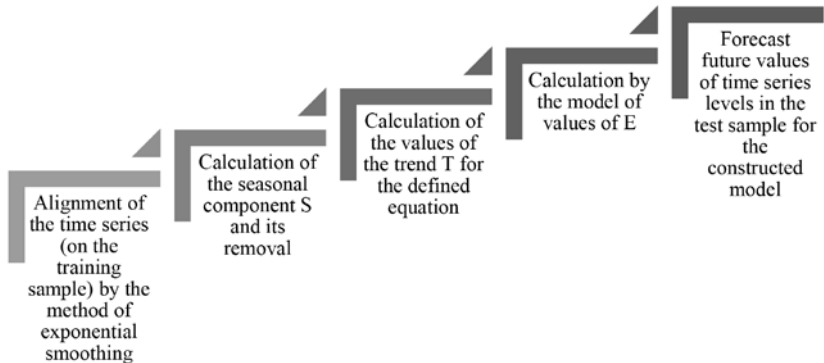 Alignment of
the time series
(on the
training
sample) by the
method of
exponential
smoothing
Calculation of
the seasonal
component S
and its
removal
Calculation of
the values of
the trend T for
the defined
equation
Calculation by
the model of
values of E
Forecast
future values
of time series
levels in the
test sample for
the
constructed
model